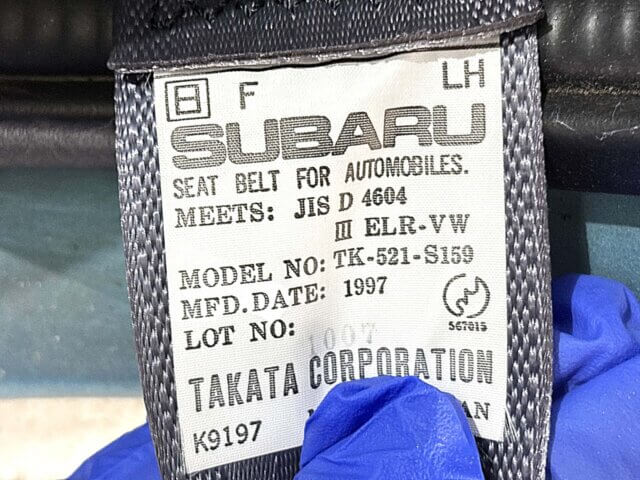 日 F LH
SUBARU
SEAT BELT FOR AUTOMOBILES.
MEETS: JIS D 4604
III ELR-VW
MODEL NO: TK-521-S159
MFD.DATE: 1997
LOT NO: 1007
567015
TAKATA CORPORATION
K9197